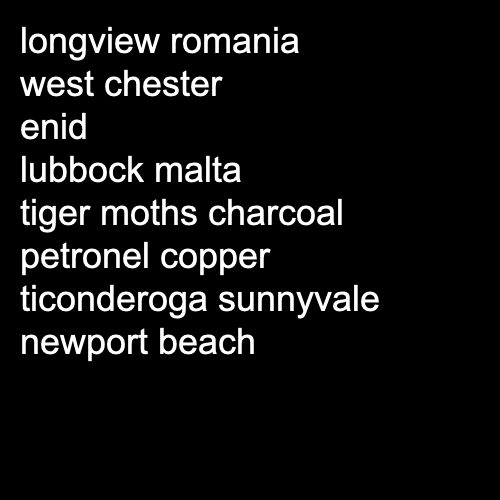 longview romania
west chester
enid
lubbock malta
tiger moths charcoal
petronel copper
ticonderoga sunnyvale
newport beach